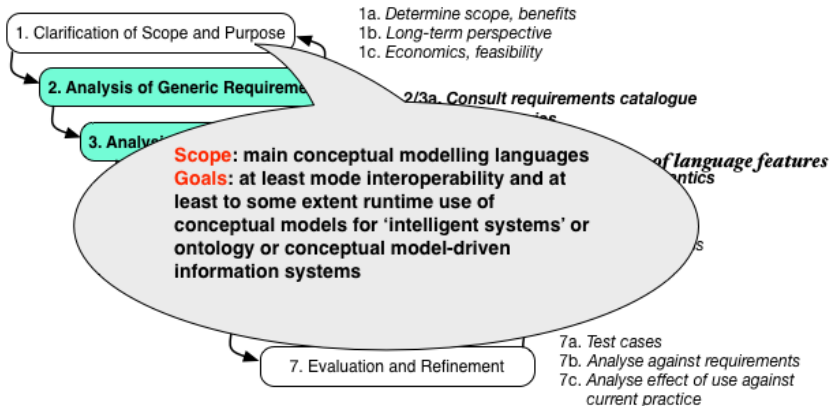 1. Clarification of Scope and Purpose
1a. Determine scope, benefits
1b. Long-term perspective
1c. Economics, feasibility
2. Analysis of Generic Requireme
2/3a. Consult requirements catalogue
3. Analysi
of language features
Scope: main conceptual modelling languages
Goals: at least mode interoperability and at
least to some extent runtime use of
conceptual models for ‘intelligent systems’ or
ontology or conceptual model-driven
information systems
7. Evaluation and Refinement
7a. Test cases
7b. Analyse against requirements
7c. Analyse effect of use against
current practice